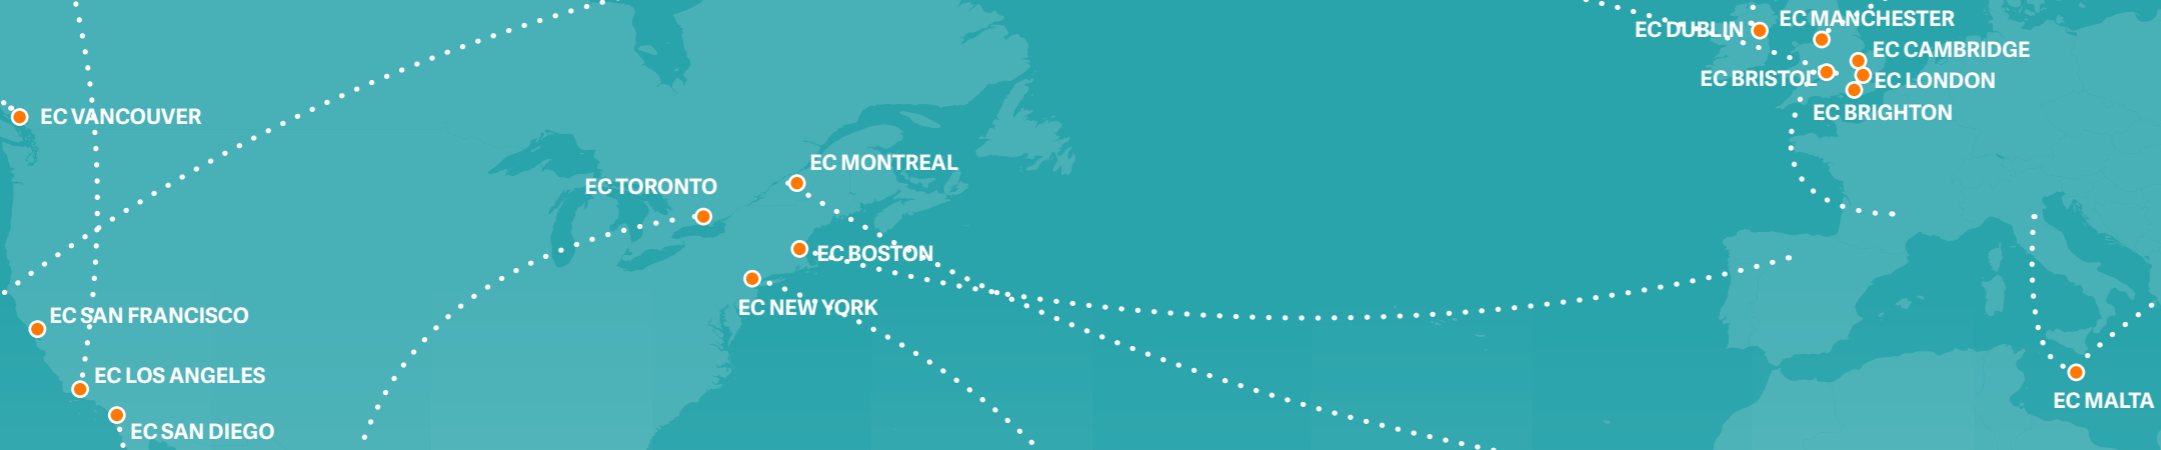 EC DUBLIN
EC MANCHESTER
EC CAMBRIDGE
EC BRISTOL
EC LONDON
EC BRIGHTON
EC VANCOUVER
EC MONTREAL
EC TORONTO
EC BOSTON
EC NEW YORK
EC SAN FRANCISCO
EC LOS ANGELES
EC MALTA
EC SAN DIEGO